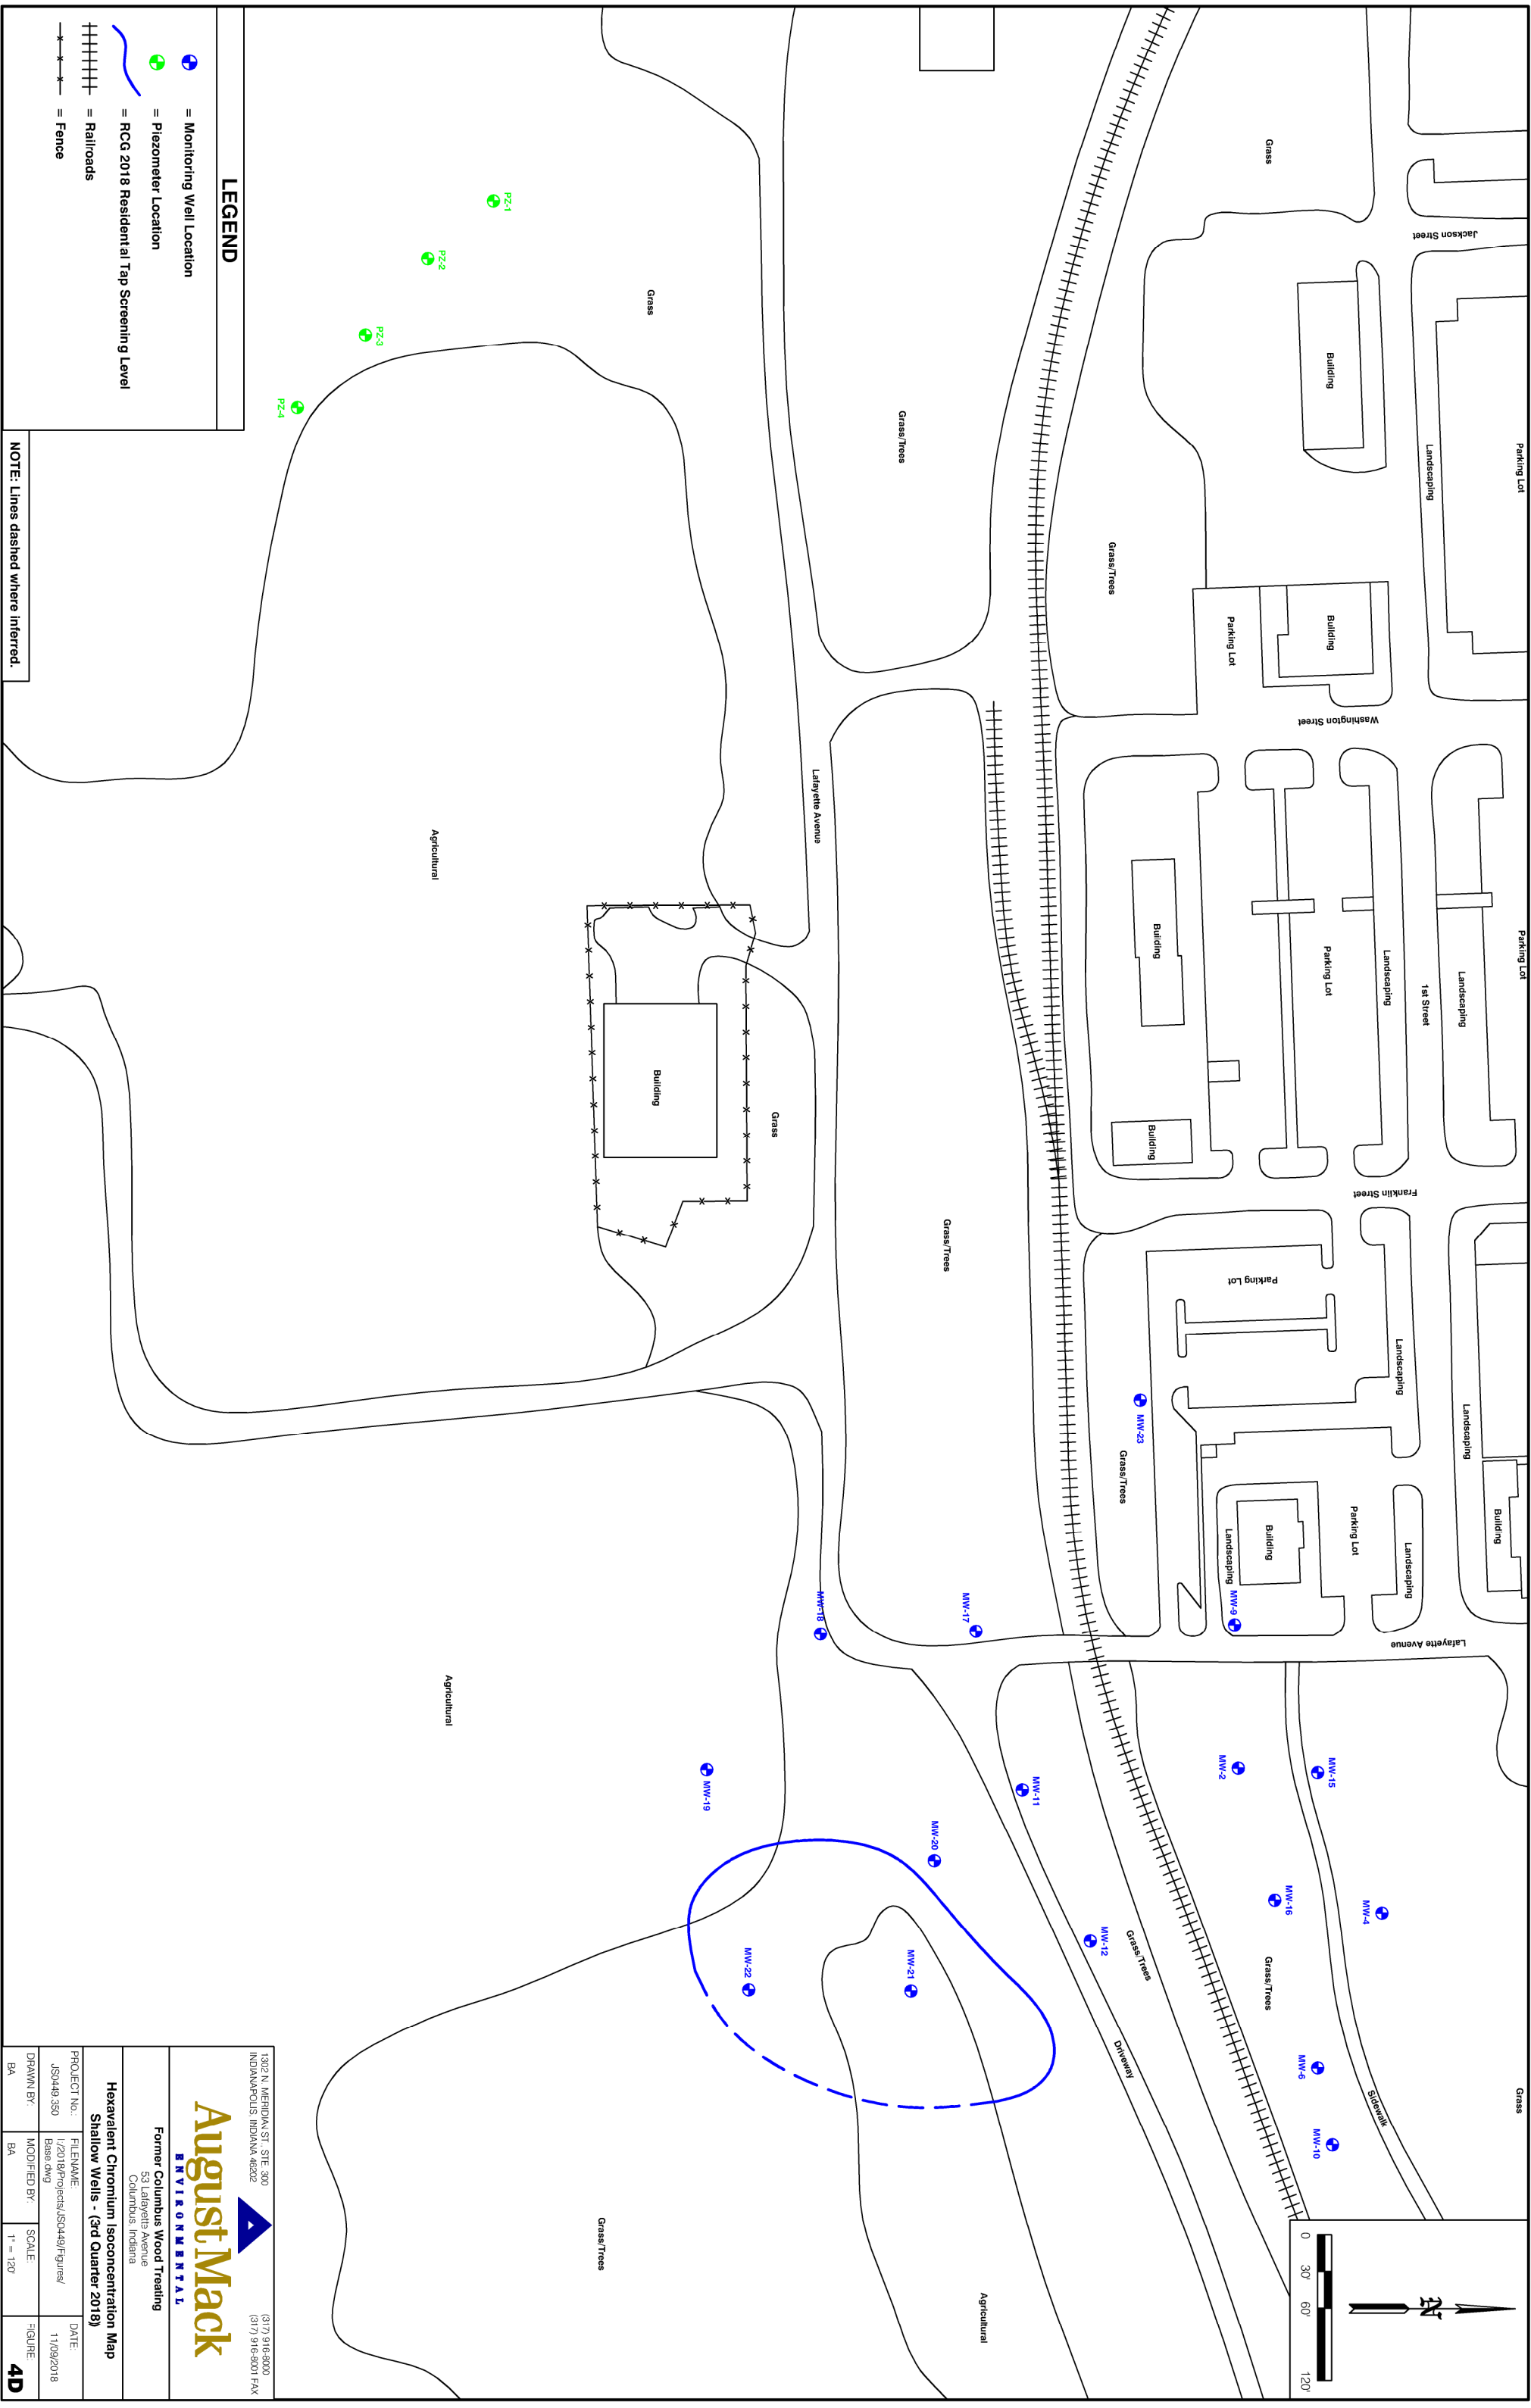 Parking Lot
Parking Lot
Grass
Jackson Street
Landscaping
Building
Grass
Grass/Trees
Parking Lot
Building
Washington Street
Landscaping
1st Street
Landscaping
Parking Lot
Building
Building
Franklin Street
Landscaping
Building
Landscaping
Landscaping
Parking Lot
Parking Lot
Building
Landscaping
MW-9
MW-23
Grass/Trees
Lafayette Avenue
MW-15
MW-2
MW-4
MW-16
Grass/Trees
MW-6
MW-10
Sidewalk
Grass/Trees
Driveway
MW-12
MW-11
MW-17
MW-18
MW-20
MW-19
MW-21
MW-22
Grass/Trees
Grass/Trees
Lafayette Avenue
Grass
Building
Grass
PZ-1
PZ-2
PZ-3
PZ-4
Agricultural
Agricultural
Agricultural
Grass/Trees
N
0 30' 60' 120'
LEGEND
= Monitoring Well Location
= Piezometer Location
= RCG 2018 Residental Tap Screening Level
= Railroads
= Fence
NOTE: Lines dashed where inferred.
1302 N. MERIDIAN ST., STE. 300
INDIANAPOLIS, INDIANA 46202
(317) 916-8000
(317) 916-8001 FAX
August Mack
ENVIRONMENTAL
Former Columbus Wood Treating
53 Lafayette Avenue
Columbus, Indiana
Hexavalent Chromium Isoconcentration Map
Shallow Wells - (3rd Quarter 2018))
PROJECT No.:
JS0449.350
FILENAME:
I:/2018/Projects/JS0449/Figures/
Base.dwg
DATE:
11/09/2018
DRAWN BY:
BA
MODIFIED BY:
BA
SCALE:
1" = 120'
FIGURE:
4D